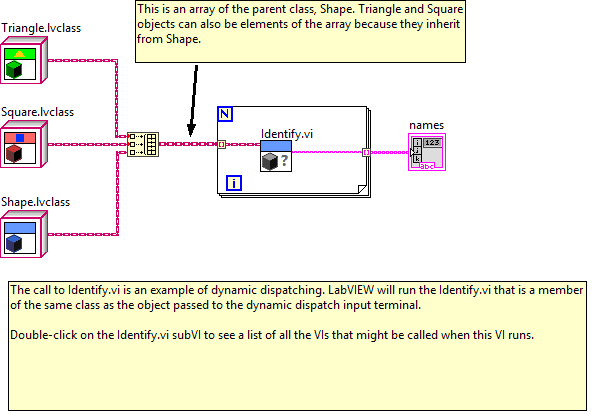 This is an array of the parent class, Shape. Triangle and Square
objects can also be elements of the array because they inherit
from Shape.
Triangle.lvclass
Square.lvclass
Shape.lvclass
N
Identify.vi
?
i
names
i
j
k
123
abc
The call to Identify.vi is an example of dynamic dispatching. LabVIEW will run the Identify.vi that is a member
of the same class as the object passed to the dynamic dispatch input terminal.
Double-click on the Identify.vi subVI to see a list of all the VIs that might be called when this VI runs.